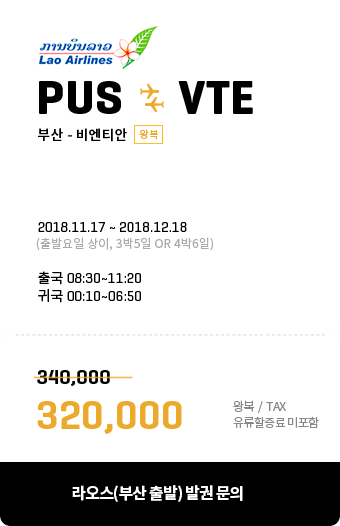 ການບິນລາວ
Lao Airlines
PUS VTE
부산 - 비엔티안 왕복
2018.11.17 ~ 2018.12.18
(출발요일 상이, 3박5일 OR 4박6일)
출국 08:30~11:20
귀국 00:10~06:50
340,000
320,000
왕복 / TAX
유류할증료 미포함
라오스(부산 출발) 발권 문의